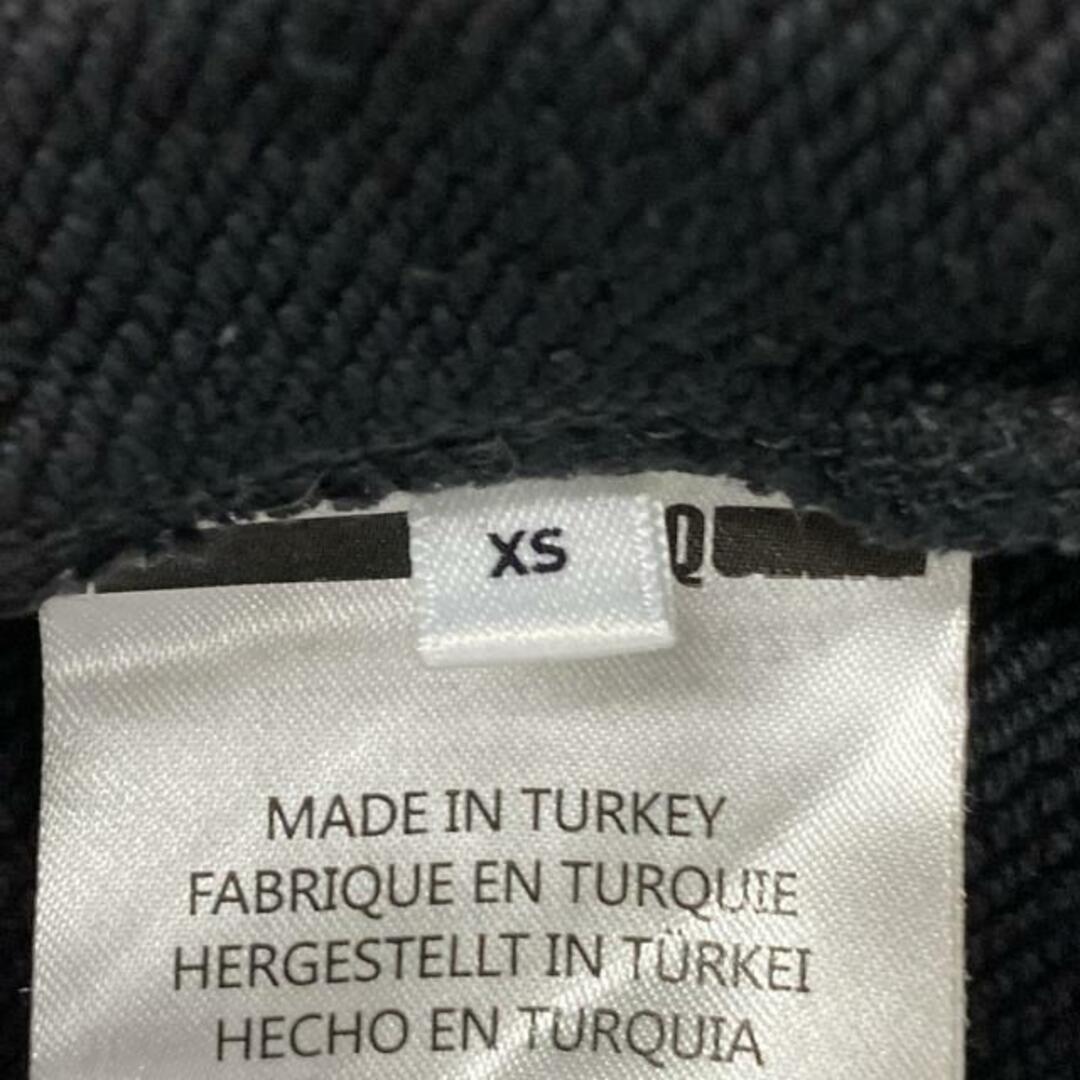 XS
Q
MADE IN TURKEY
FABRIQUE EN TURQUIE
HERGESTELLT IN TÜRKEI
HECHO EN TURQUIA